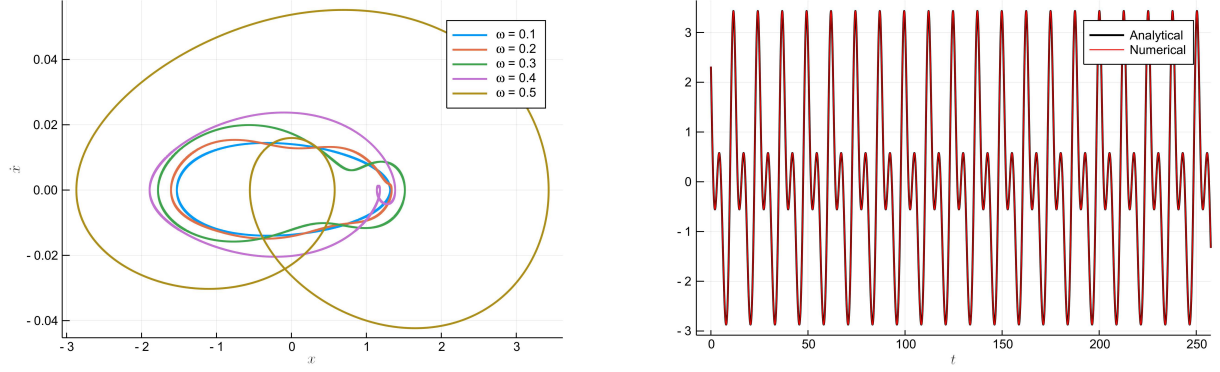 0.04
0.02
0.00
- 0.02
- 0.04
ẋ
- 3
- 2
- 1
0
1
2
3
x
ω = 0.1
ω = 0.2
ω = 0.3
ω = 0.4
ω = 0.5
3
2
1
0
- 1
- 2
- 3
0
50
100
150
200
250
t
Analytical
Numerical